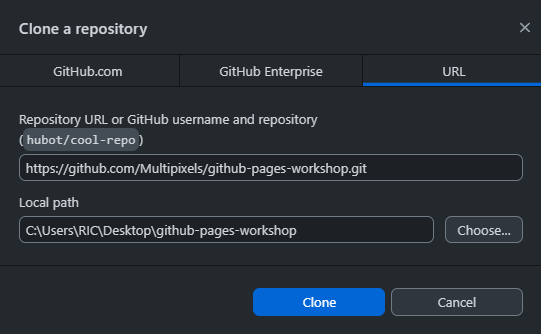 Clone a repository
GitHub.com
GitHub Enterprise
URL
Repository URL or GitHub username and repository
(hubot/cool-repo)
https://github.com/Multipixels/github-pages-workshop.git
Local path
C:\Users\RIC\Desktop\github-pages-workshop
Choose...
Clone
Cancel